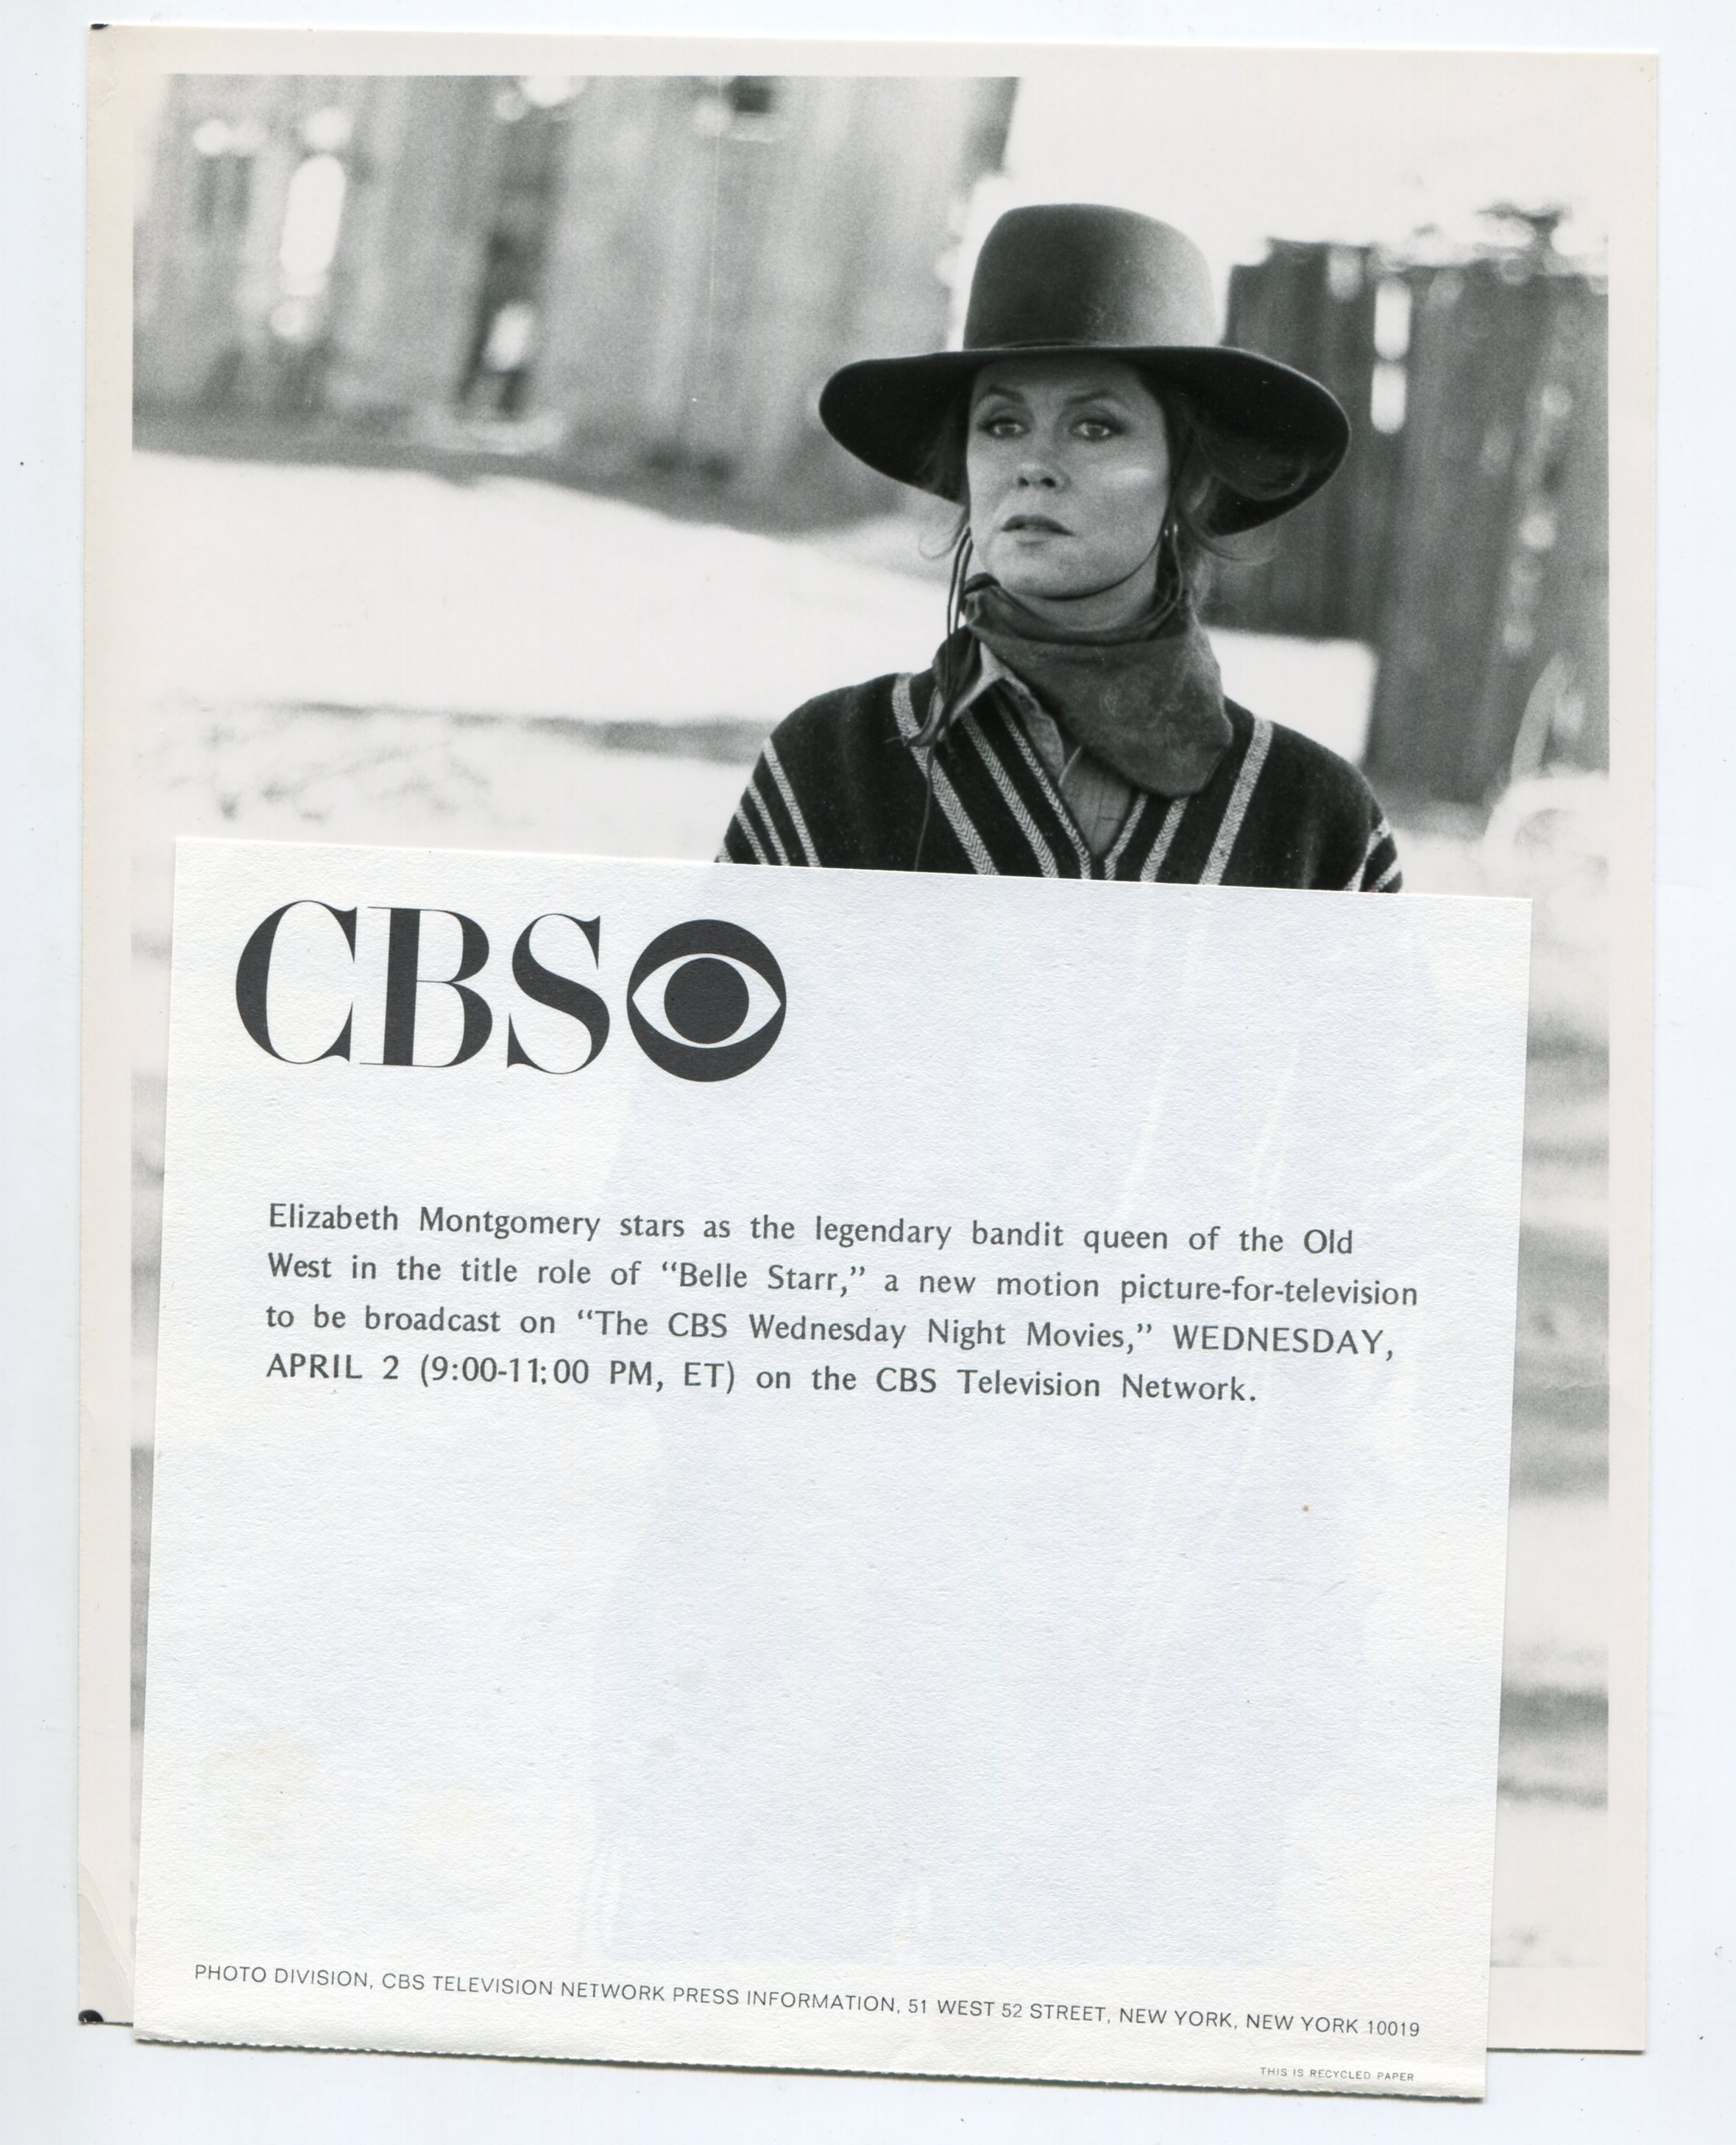 CBS
Elizabeth Montgomery stars as the legendary bandit queen of the Old
West in the title role of “Belle Starr,” a new motion picture-for-television
to be broadcast on “The CBS Wednesday Night Movies,” WEDNESDAY,
APRIL 2 (9:00-11:00 PM, ET) on the CBS Television Network.
PHOTO DIVISION, CBS TELEVISION NETWORK PRESS INFORMATION, 51 WEST 52 STREET, NEW YORK, NEW YORK 10019
THIS IS RECYCLED PAPER